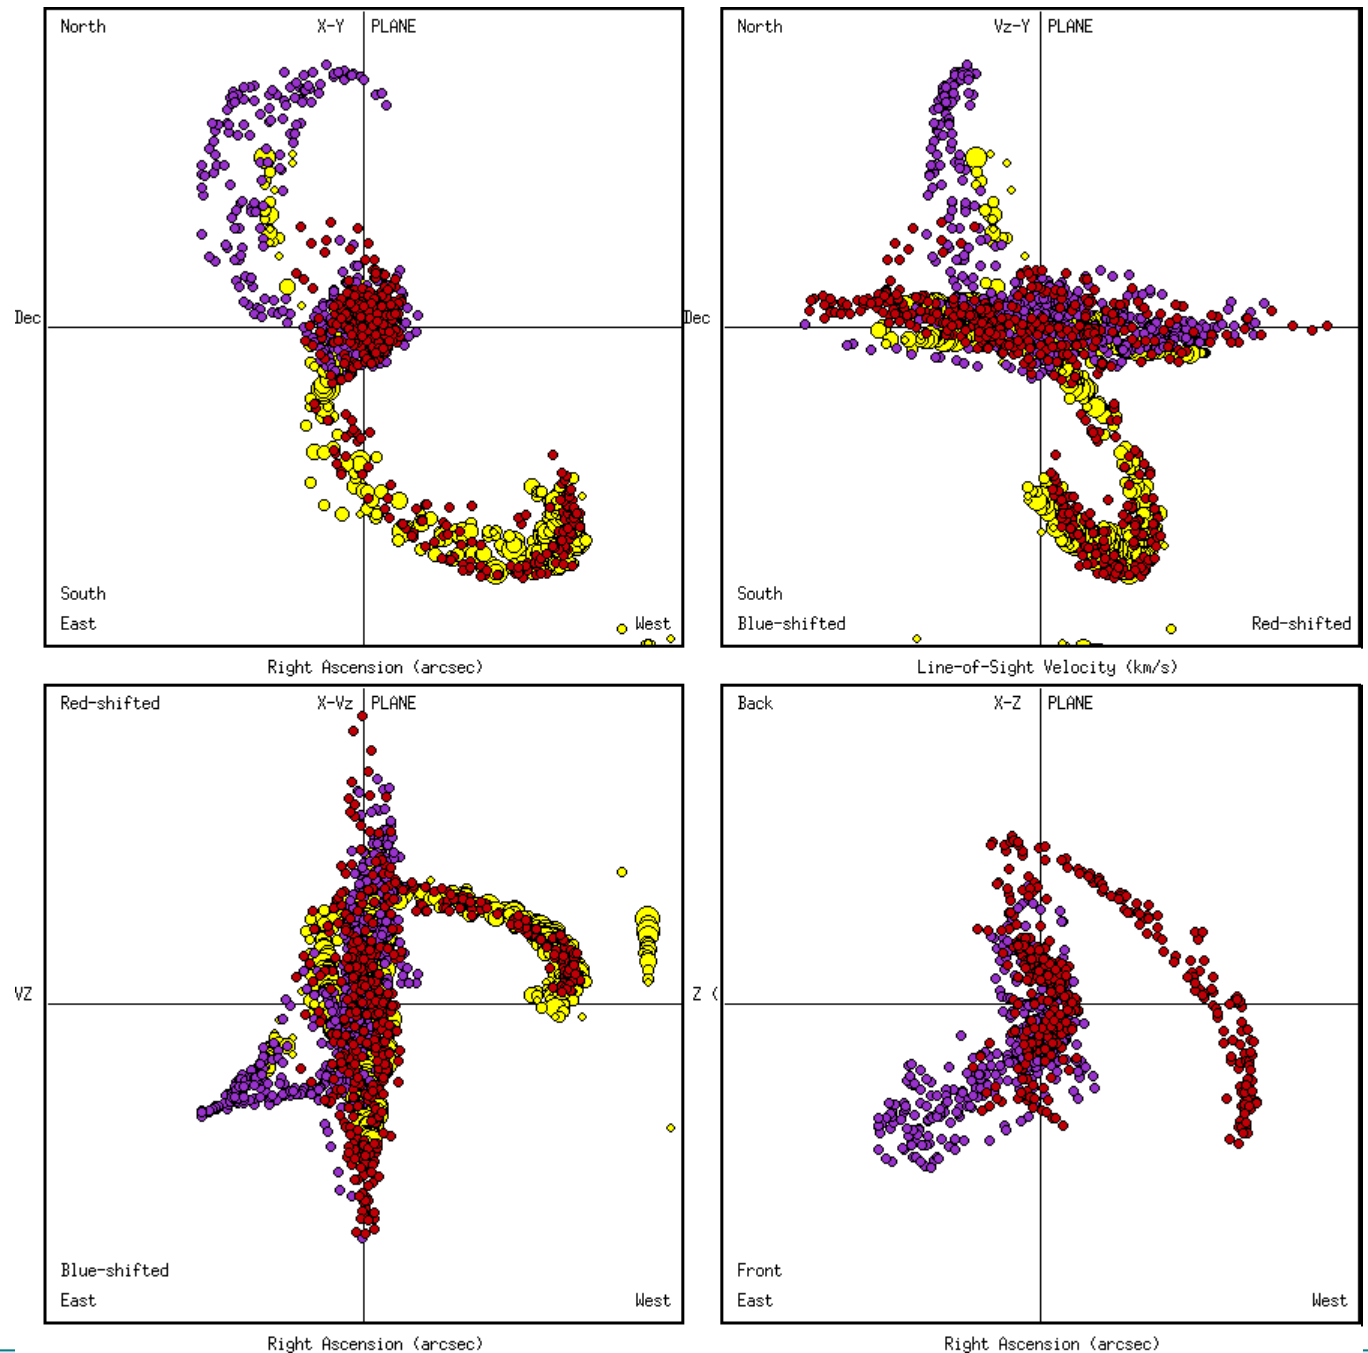 North X-Y PLANE
Dec
South
East West
Right Ascension (arcsec)
North Vz-Y PLANE
Dec
South
Blue-shifted Red-shifted
Line-of-Sight Velocity (km/s)
Red-shifted X-Vz PLANE
VZ
Blue-shifted
East West
Right Ascension (arcsec)
Back X-Z PLANE
Z (
Front
East West
Right Ascension (arcsec)